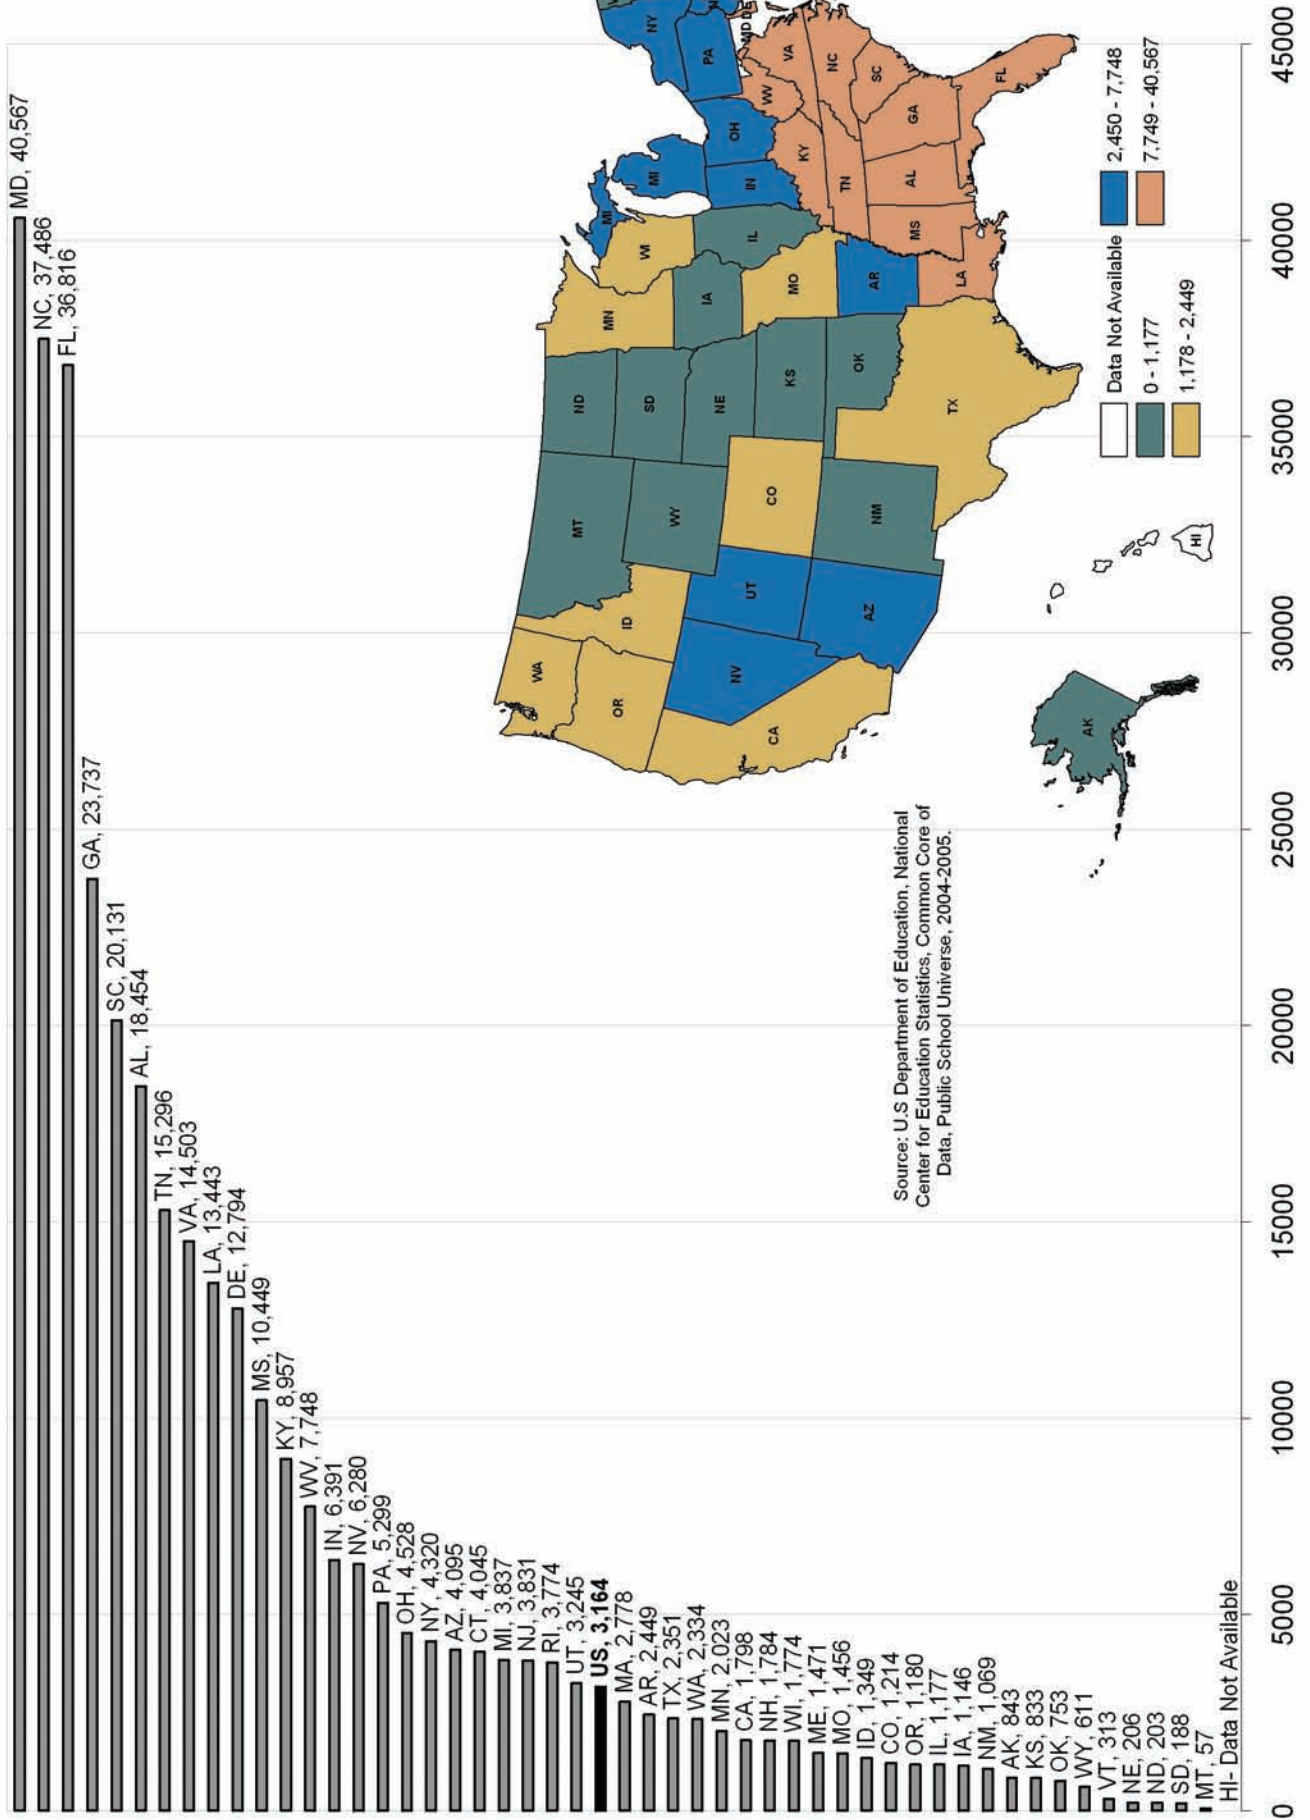 MD, 40,567
NC, 37,486
FL, 36,816
GA, 23,737
SC, 20,131
AL, 18,454
TN, 15,296
VA, 14,503
LA, 13,443
DE, 12,794
MS, 10,449
KY, 8,957
WV, 7,748
IN, 6,391
NV, 6,280
PA, 5,299
OH, 4,528
NY, 4,320
AZ, 4,095
CT, 4,045
MI, 3,837
NJ, 3,831
RI, 3,774
UT, 3,245
US, 3,164
MA, 2,778
AR, 2,449
TX, 2,351
WA, 2,334
MN, 2,023
CA, 1,798
NH, 1,784
WI, 1,774
ME, 1,471
MO, 1,456
ID, 1,349
CO, 1,214
OR, 1,180
IL, 1,177
IA, 1,146
NM, 1,069
AK, 843
KS, 833
OK, 753
WY, 611
VT, 313
NE, 206
ND, 203
SD, 188
MT, 57
HI- Data Not Available
0
5000
10000
15000
20000
25000
30000
35000
40000
45000
Source: U.S Department of Education, National
Center for Education Statistics, Common Core of
Data, Public School Universe, 2004-2005.
WA
OR
CA
NV
ID
MT
WY
UT
AZ
CO
NM
ND
SD
NE
KS
OK
TX
MN
IA
MO
AR
LA
WI
IL
MI
MI
IN
OH
KY
TN
MS
AL
GA
FL
SC
NC
VA
WV
PA
NY
MD
DE
AK
HI
Data Not Available
0 - 1,177
1,178 - 2,449
2,450 - 7,748
7,749 - 40,567